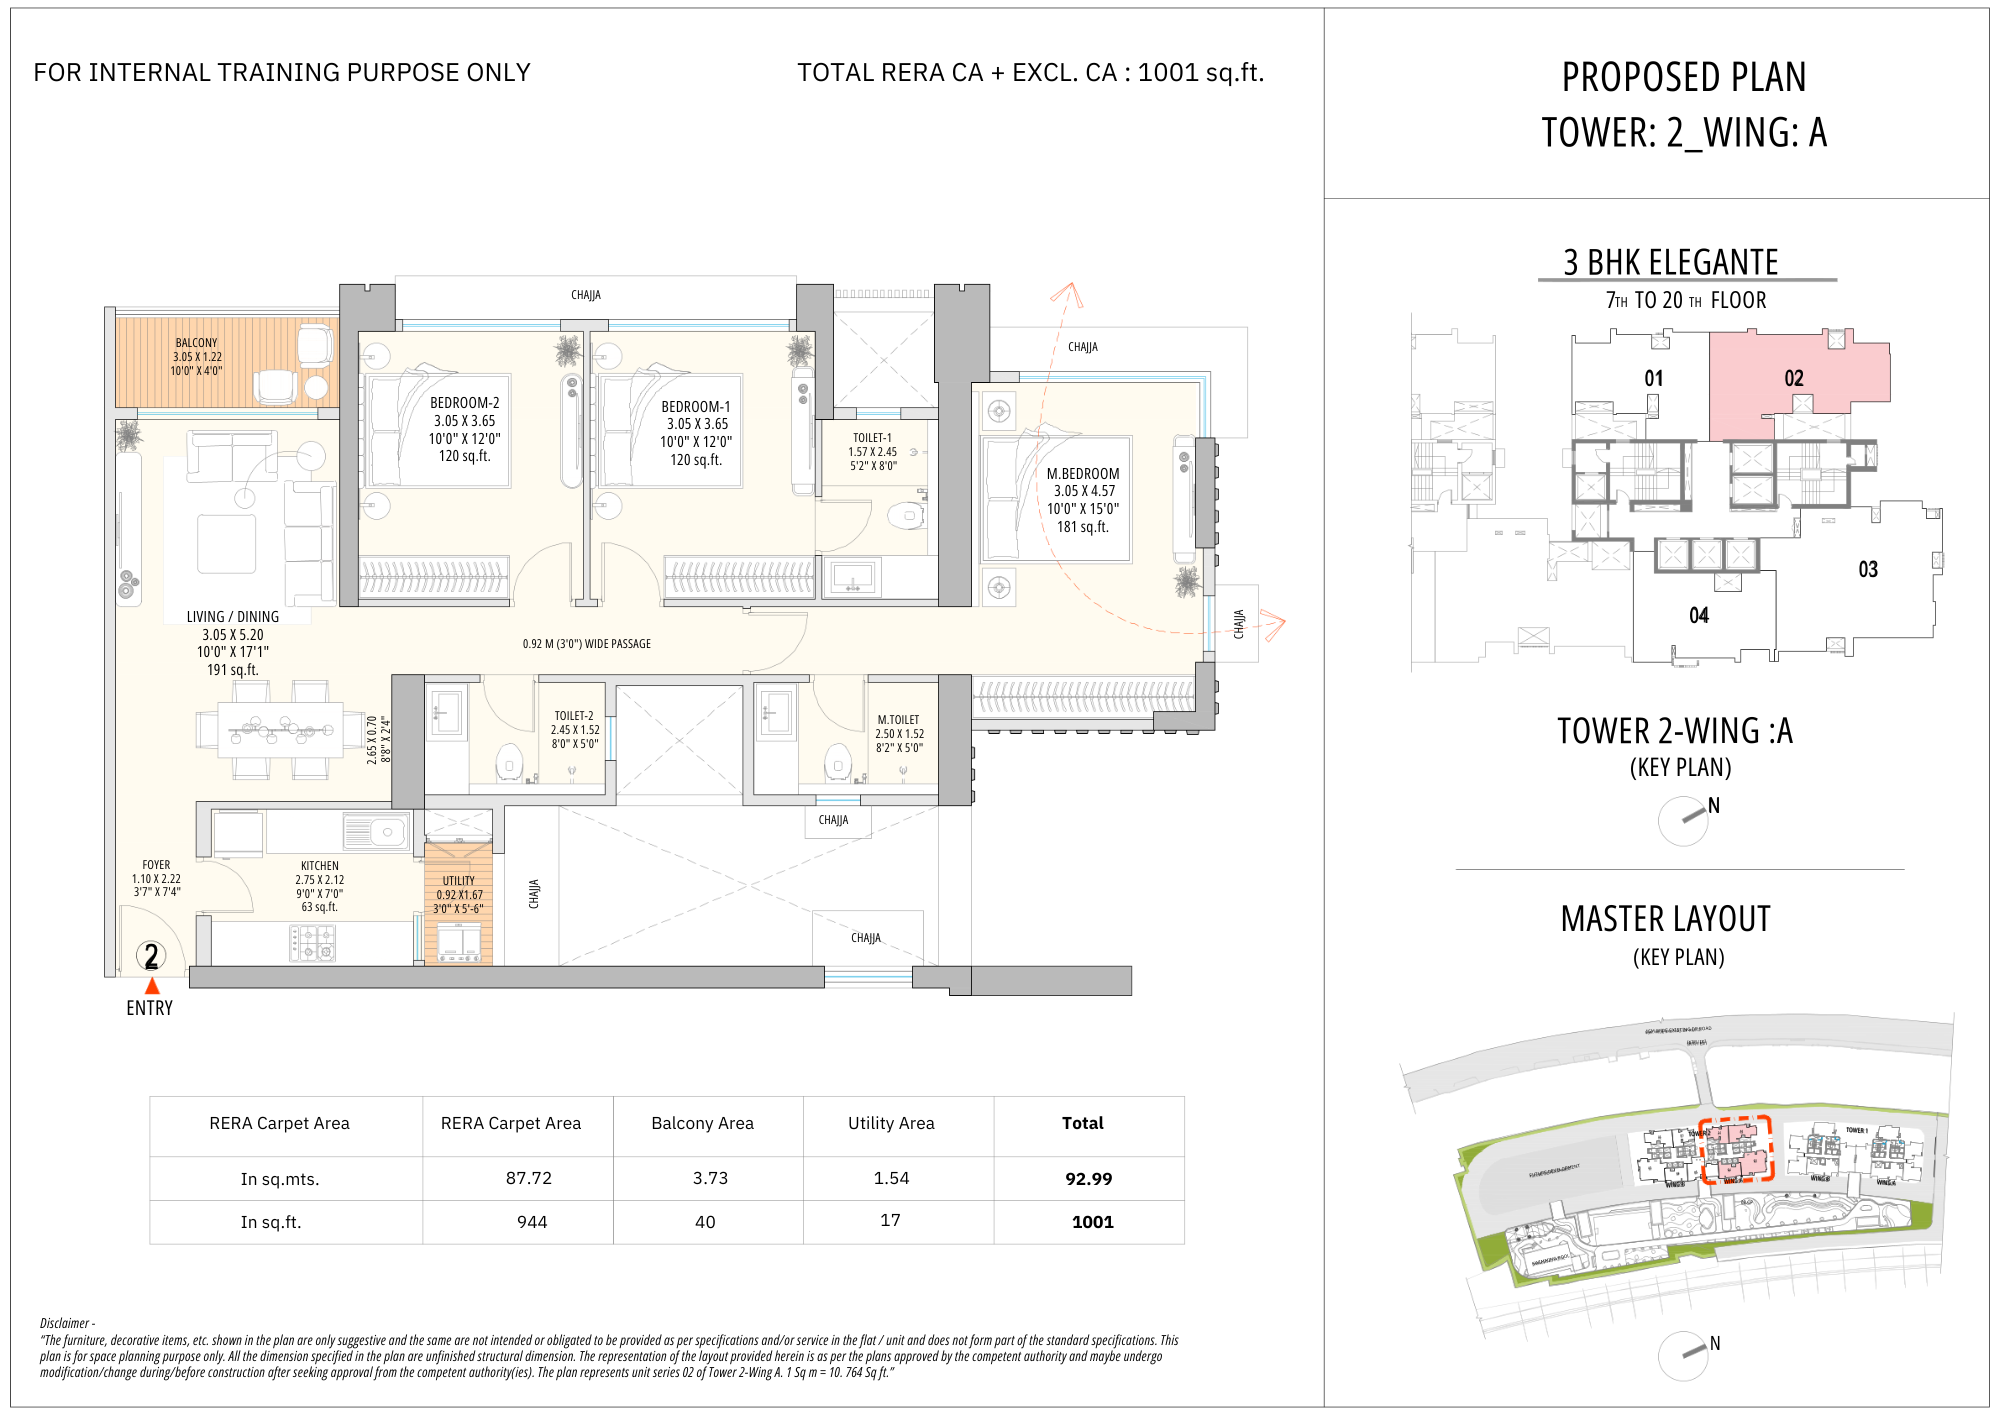 FOR INTERNAL TRAINING PURPOSE ONLY
TOTAL RERA CA + EXCL. CA : 1001 sq.ft.
CHAJJA
BALCONY
3.05 X 1.22
10'0" X 4'0"
BEDROOM-2
3.05 X 3.65
10'0" X 12'0"
120 sq.ft.
BEDROOM-1
3.05 X 3.65
10'0" X 12'0"
120 sq.ft.
TOILET-1
1.57 X 2.45
5'2" X 8'0"
CHAJJA
M.BEDROOM
3.05 X 4.57
10'0" X 15'0"
181 sq.ft.
CHAJJA
LIVING / DINING
3.05 X 5.20
10'0" X 17'1"
191 sq.ft.
0.92 M (3'0") WIDE PASSAGE
2.65 X 0.70
8'8" X 2'4"
TOILET-2
2.45 X 1.52
8'0" X 5'0"
M.TOILET
2.50 X 1.52
8'2" X 5'0"
CHAJJA
FOYER
1.10 X 2.22
3'7" X 7'4"
KITCHEN
2.75 X 2.12
9'0" X 7'0"
63 sq.ft.
UTILITY
0.92 X1.67
3'0" X 5'-6"
CHAJJA
CHAJJA
2
ENTRY
RERA Carpet Area RERA Carpet Area Balcony Area Utility Area Total
In sq.mts. 87.72 3.73 1.54 92.99
In sq.ft. 944 40 17 1001
Disclaimer -
"The furniture, decorative items, etc. shown in the plan are only suggestive and the same are not intended or obligated to be provided as per specifications and/or service in the flat / unit and does not form part of the standard specifications. This
plan is for space planning purpose only. All the dimension specified in the plan are unfinished structural dimension. The representation of the layout provided herein is as per the plans approved by the competent authority and maybe undergo
modification/change during/before construction after seeking approval from the competent authority(ies). The plan represents unit series 02 of Tower 2-Wing A. 1 Sq m = 10. 764 Sq ft."
PROPOSED PLAN
TOWER: 2_WING: A
3 BHK ELEGANTE
7TH TO 20 TH FLOOR
01
02
03
04
TOWER 2-WING :A
(KEY PLAN)
N
MASTER LAYOUT
(KEY PLAN)
TOWER 2
TOWER 1
FUTURE DEVELOPMENT
WING:B
WING:A
WING:B
WING:A
N